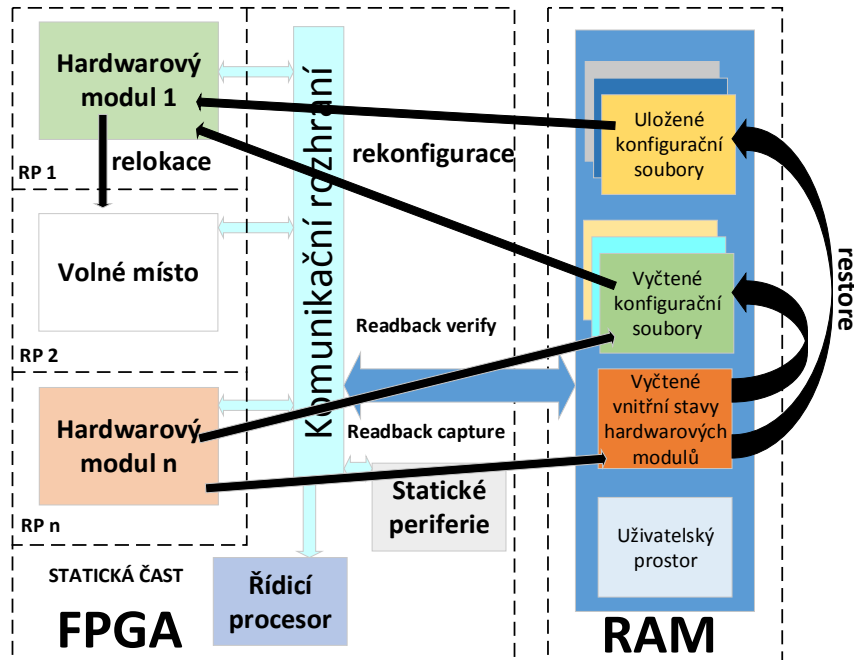 Hardwarový
modul 1
RP 1
relokace
Volné místo
RP 2
Hardwarový
modul n
RP n
STATICKÁ ČAST
FPGA
Komunikační rozhraní
rekonfigurace
Readback verify
Readback capture
Statické
periferie
Řídicí
procesor
Uložené
konfigurační
soubory
Vyčtené
konfigurační
soubory
Vyčtené
vnitřní stavy
hardwarových
modulů
Uživatelský
prostor
restore
RAM